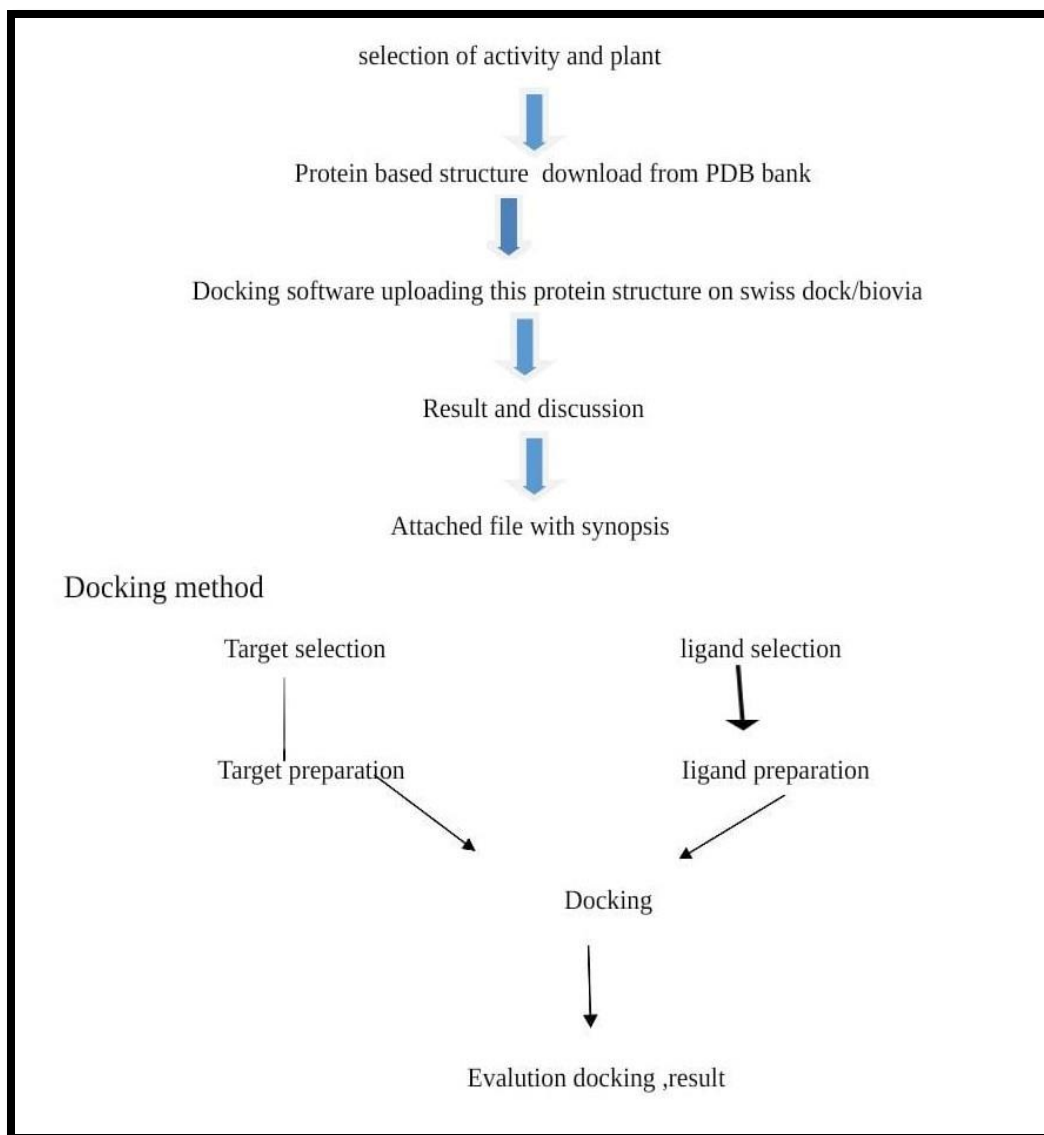 selection of activity and plant
Protein based structure download from PDB bank
Docking software uploading this protein structure on swiss dock/biovia
Result and discussion
Attached file with synopsis
Docking method
Target selection
ligand selection
Target preparation
ligand preparation
Docking
Evalution docking ,result